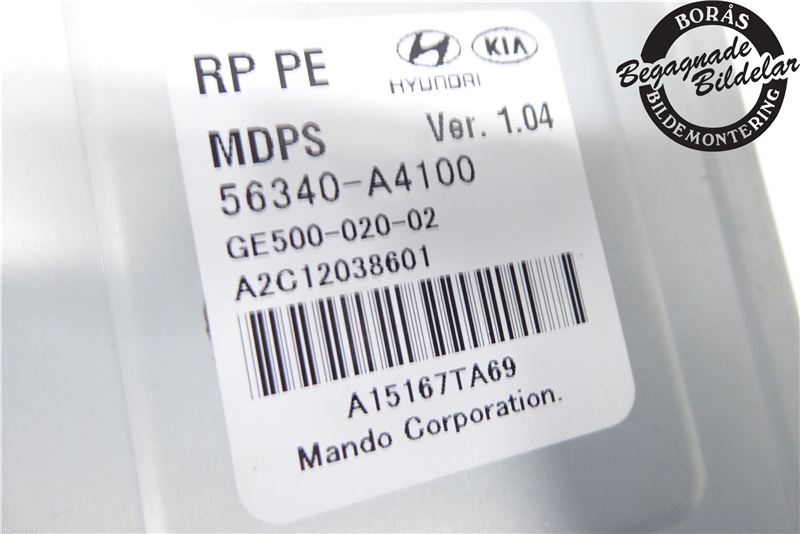 RP PE
HYUNDAI
KIA
MDPS Ver. 1.04
56340-A4100
GE500-020-02
A2C12038601
A15167TA69
Mando Corporation.
BORÅS
Begagnade
Bildelar
BILDEMONTERING